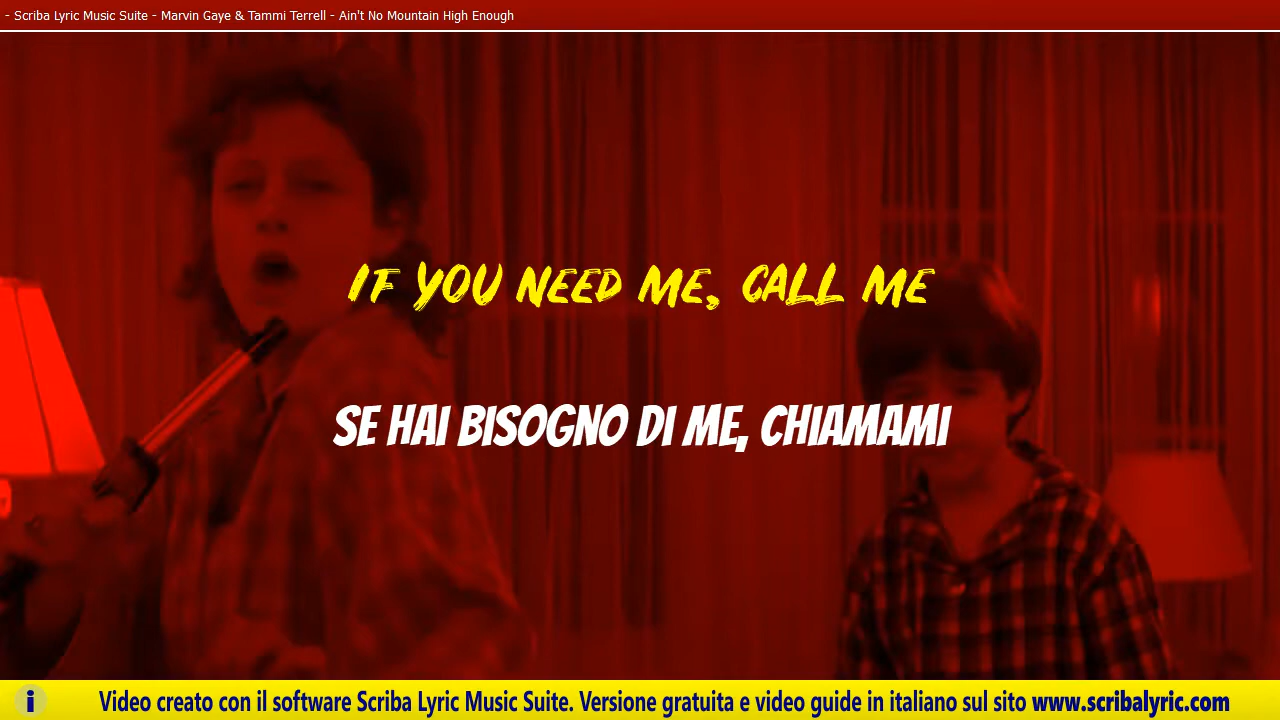 - Scriba Lyric Music Suite - Marvin Gaye & Tammi Terrell - Ain't No Mountain High Enough
IF YOU NEED ME, CALL ME
SE HAI BISOGNO DI ME, CHIAMAMI
i Video creato con il software Scriba Lyric Music Suite. Versione gratuita e video guide in italiano sul sito www.scribalyric.com